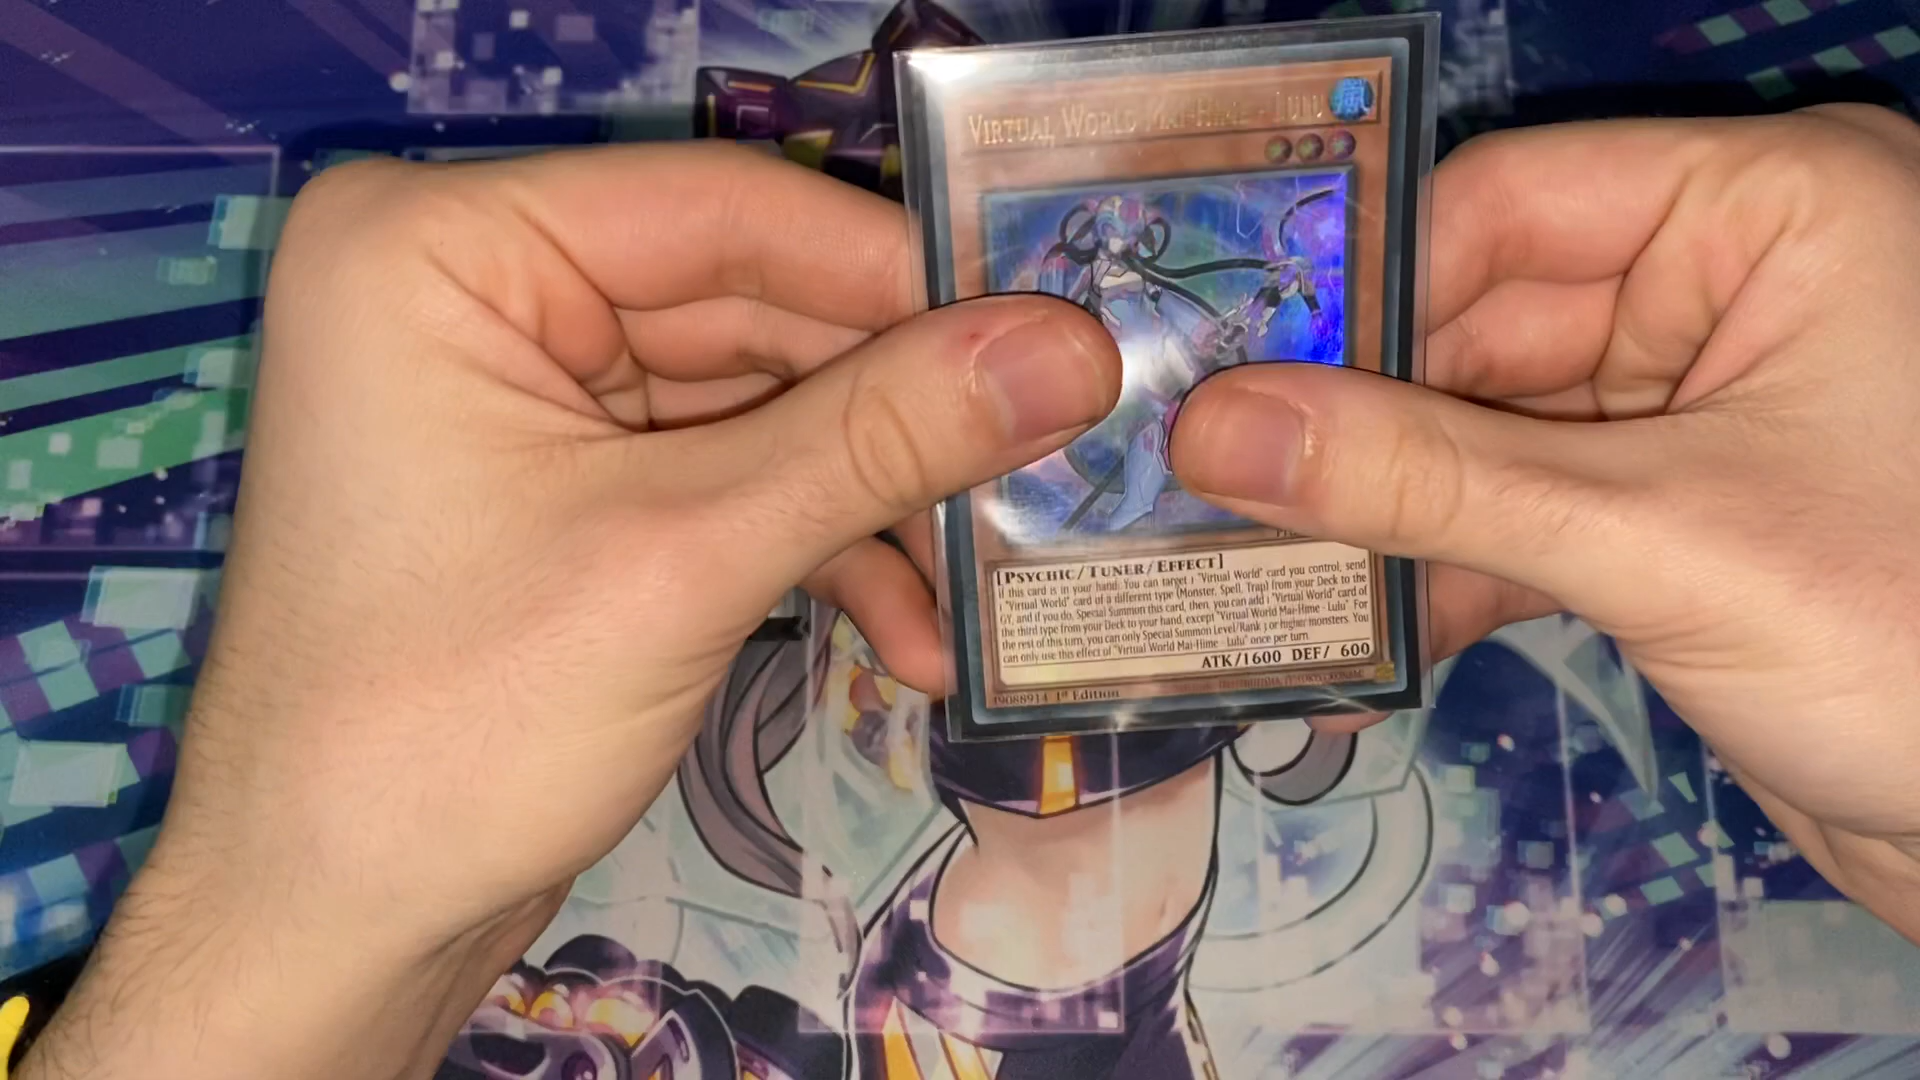 VIRTUAL WORLD MAI-HIME - LULU
[PSYCHIC/TUNER/EFFECT]
If this card is in your hand: You can target 1 "Virtual World" card you control, send
1 "Virtual World" card of a different type (Monster, Spell, Trap) from your Deck to the
GY, and if you do, Special Summon this card, then, you can add 1 "Virtual World" card of
the third type from your Deck to your hand, except "Virtual World Mai-Hime - Lulu". For
the rest of this turn, you can only Special Summon Level/Rank 3 or higher monsters. You
can only use this effect of "Virtual World Mai-Hime - Lulu" once per turn.
ATK/1600 DEF/ 600
19088914 1st Edition